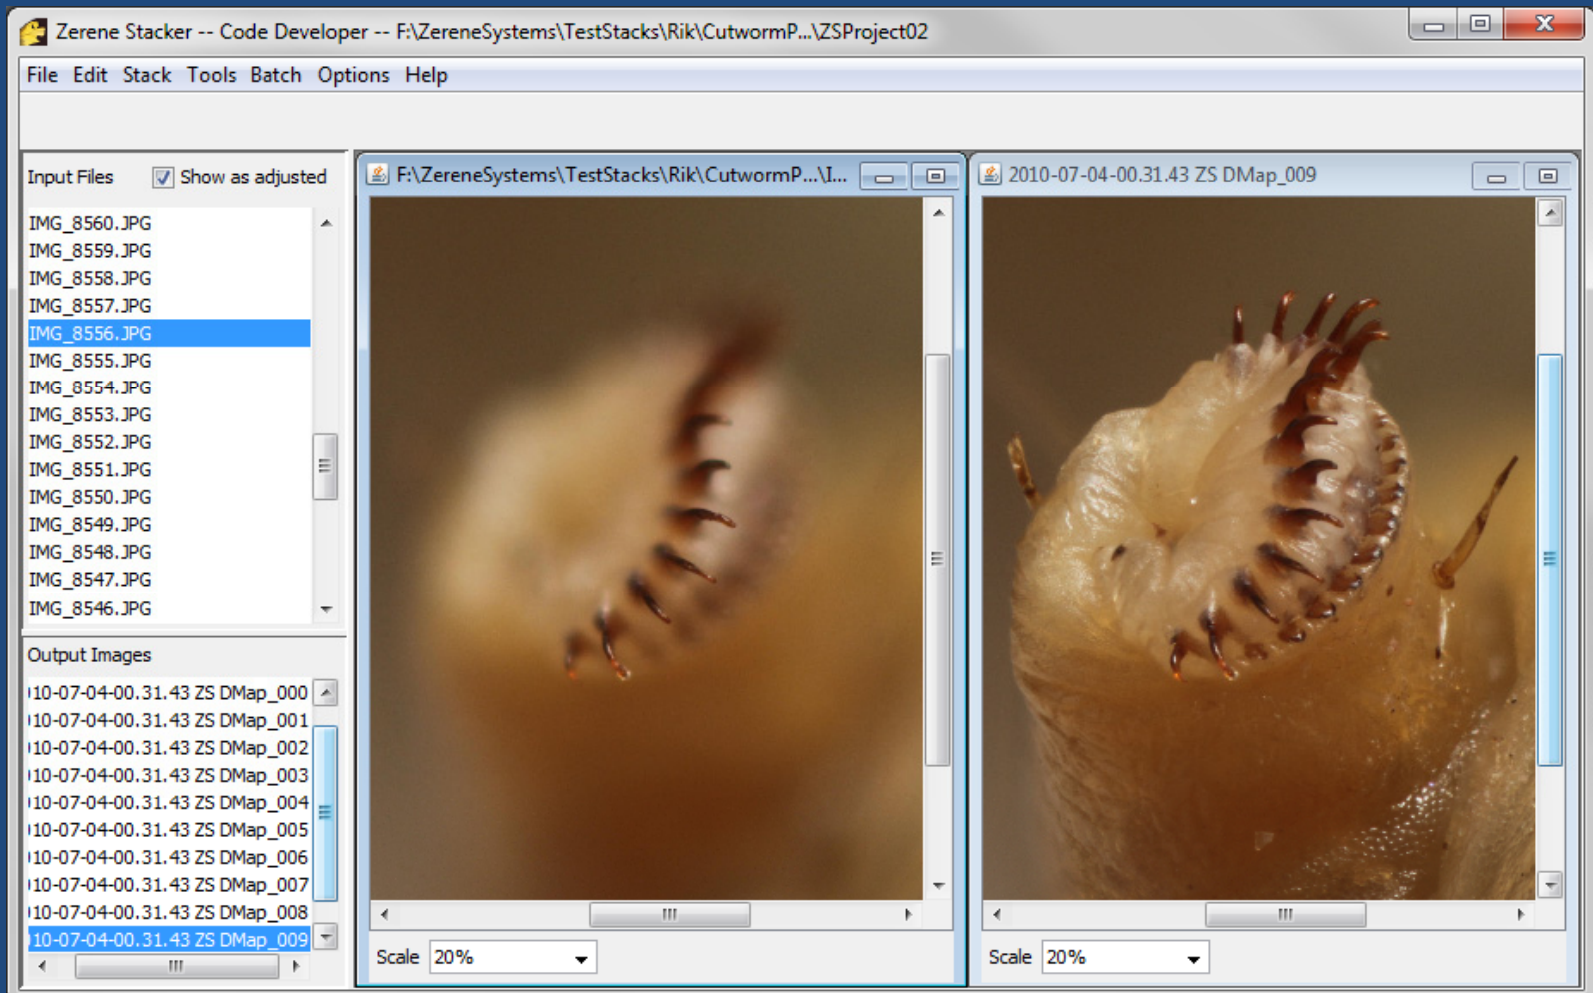 Zerene Stacker -- Code Developer -- F:\ZereneSystems\TestStacks\Rik\CutwormP...\ZSProject02
File Edit Stack Tools Batch Options Help
Input Files Show as adjusted
IMG_8560.JPG
IMG_8559.JPG
IMG_8558.JPG
IMG_8557.JPG
IMG_8556.JPG
IMG_8555.JPG
IMG_8554.JPG
IMG_8553.JPG
IMG_8552.JPG
IMG_8551.JPG
IMG_8550.JPG
IMG_8549.JPG
IMG_8548.JPG
IMG_8547.JPG
IMG_8546.JPG
Output Images
10-07-04-00.31.43 ZS DMap_000
10-07-04-00.31.43 ZS DMap_001
10-07-04-00.31.43 ZS DMap_002
10-07-04-00.31.43 ZS DMap_003
10-07-04-00.31.43 ZS DMap_004
10-07-04-00.31.43 ZS DMap_005
10-07-04-00.31.43 ZS DMap_006
10-07-04-00.31.43 ZS DMap_007
10-07-04-00.31.43 ZS DMap_008
10-07-04-00.31.43 ZS DMap_009
F:\ZereneSystems\TestStacks\Rik\CutwormP...\I...
Scale 20%
2010-07-04-00.31.43 ZS DMap_009
Scale 20%